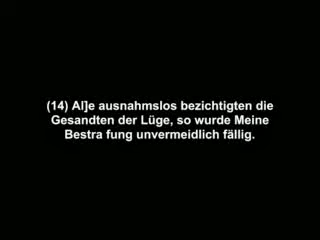 (14) Al]e ausnahmslos bezichtigten die
Gesandten der Lüge, so wurde Meine
Bestra fung unvermeidlich fällig.